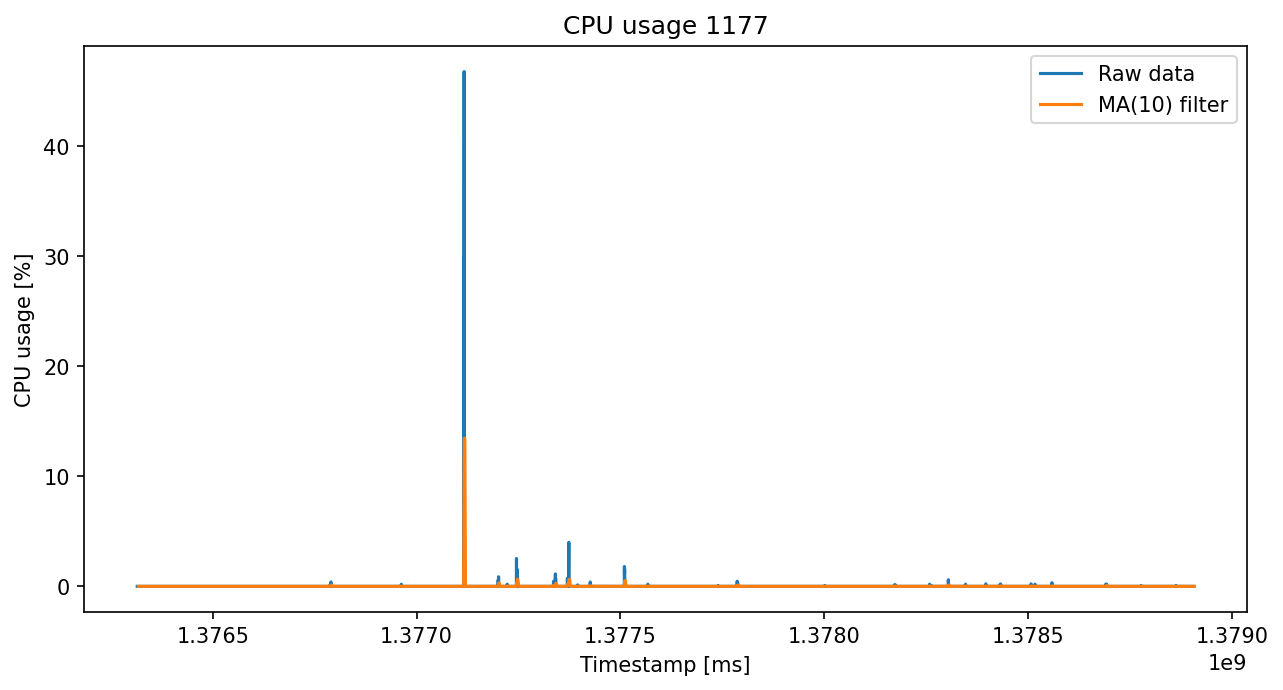 CPU usage 1177
Raw data
MA(10) filter
CPU usage [%]
40
30
20
10
0
1.3765 1.3770 1.3775 1.3780 1.3785 1.3790
1e9
Timestamp [ms]